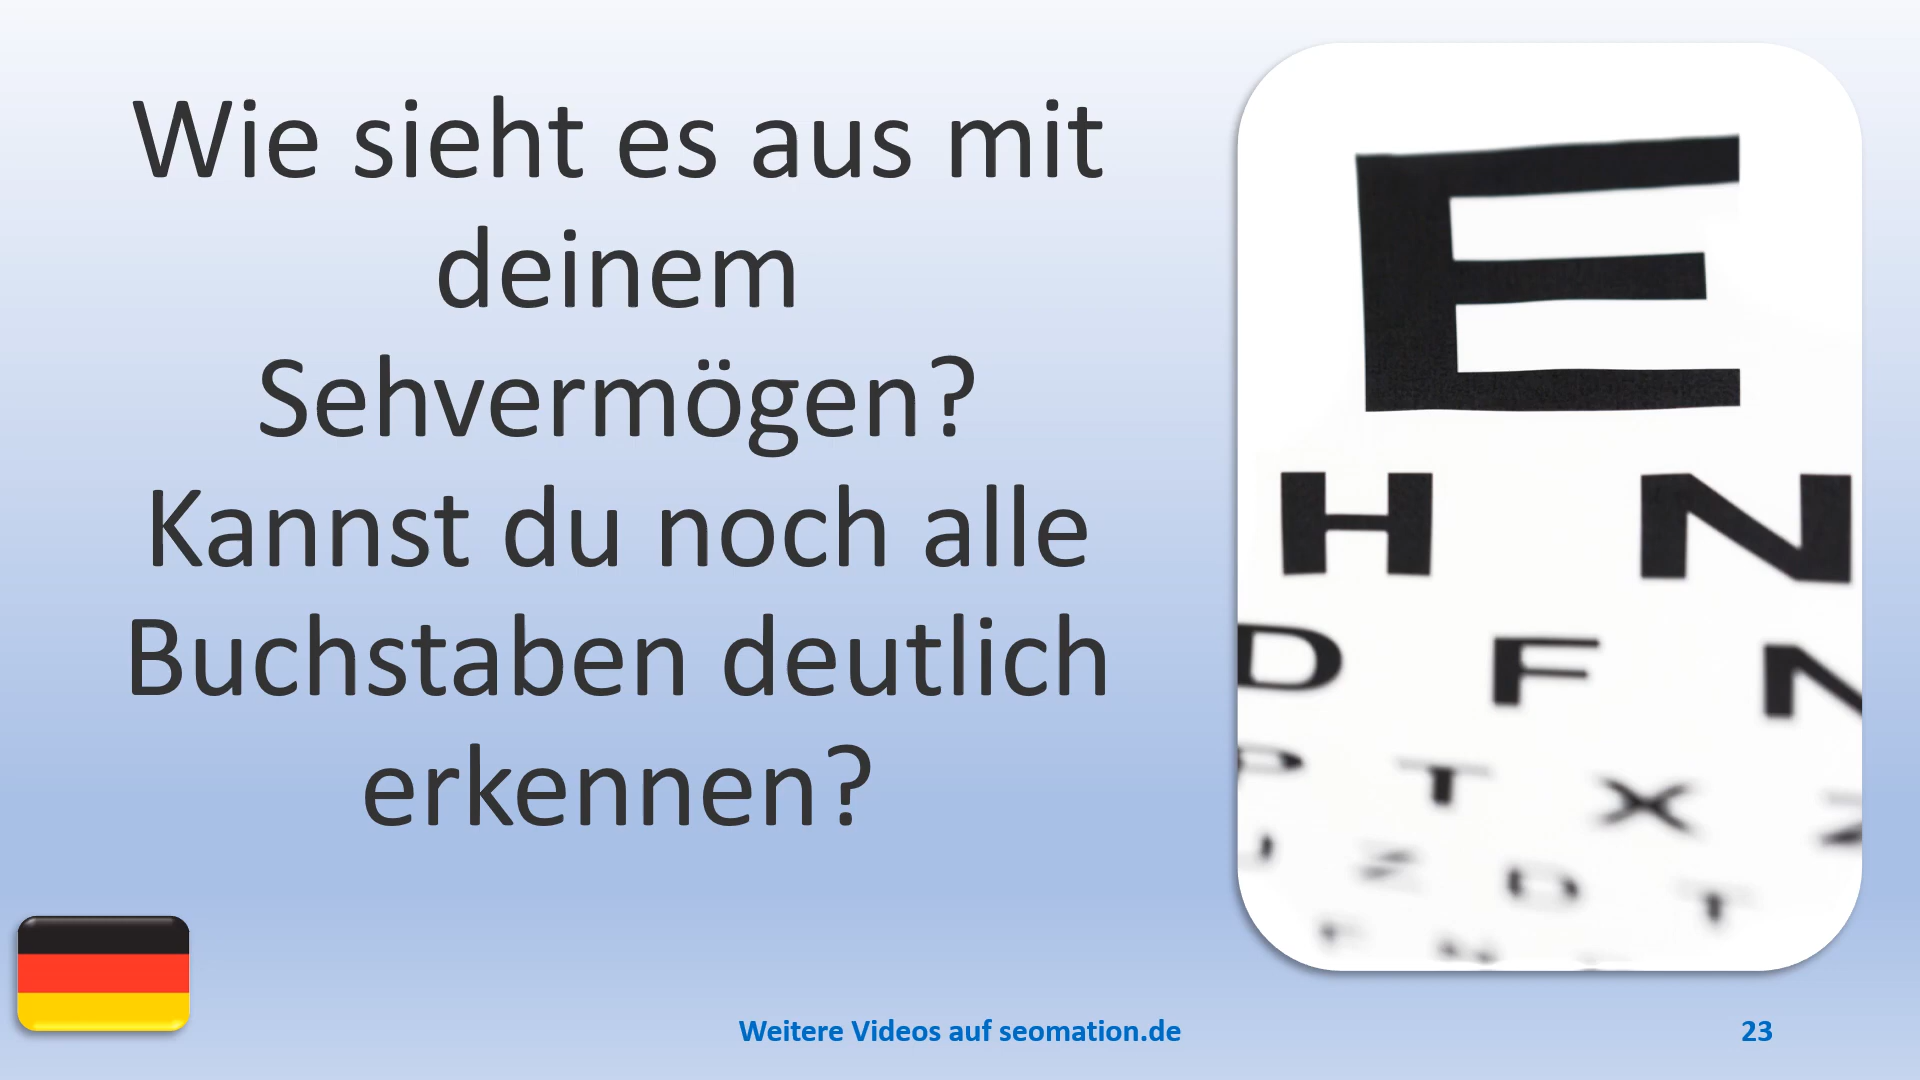 Wie sieht es aus mit
deinem
Sehvermögen?
Kannst du noch alle
Buchstaben deutlich
erkennen?
E
H N
D F N
T X
D T
Weitere Videos auf seomation.de
23